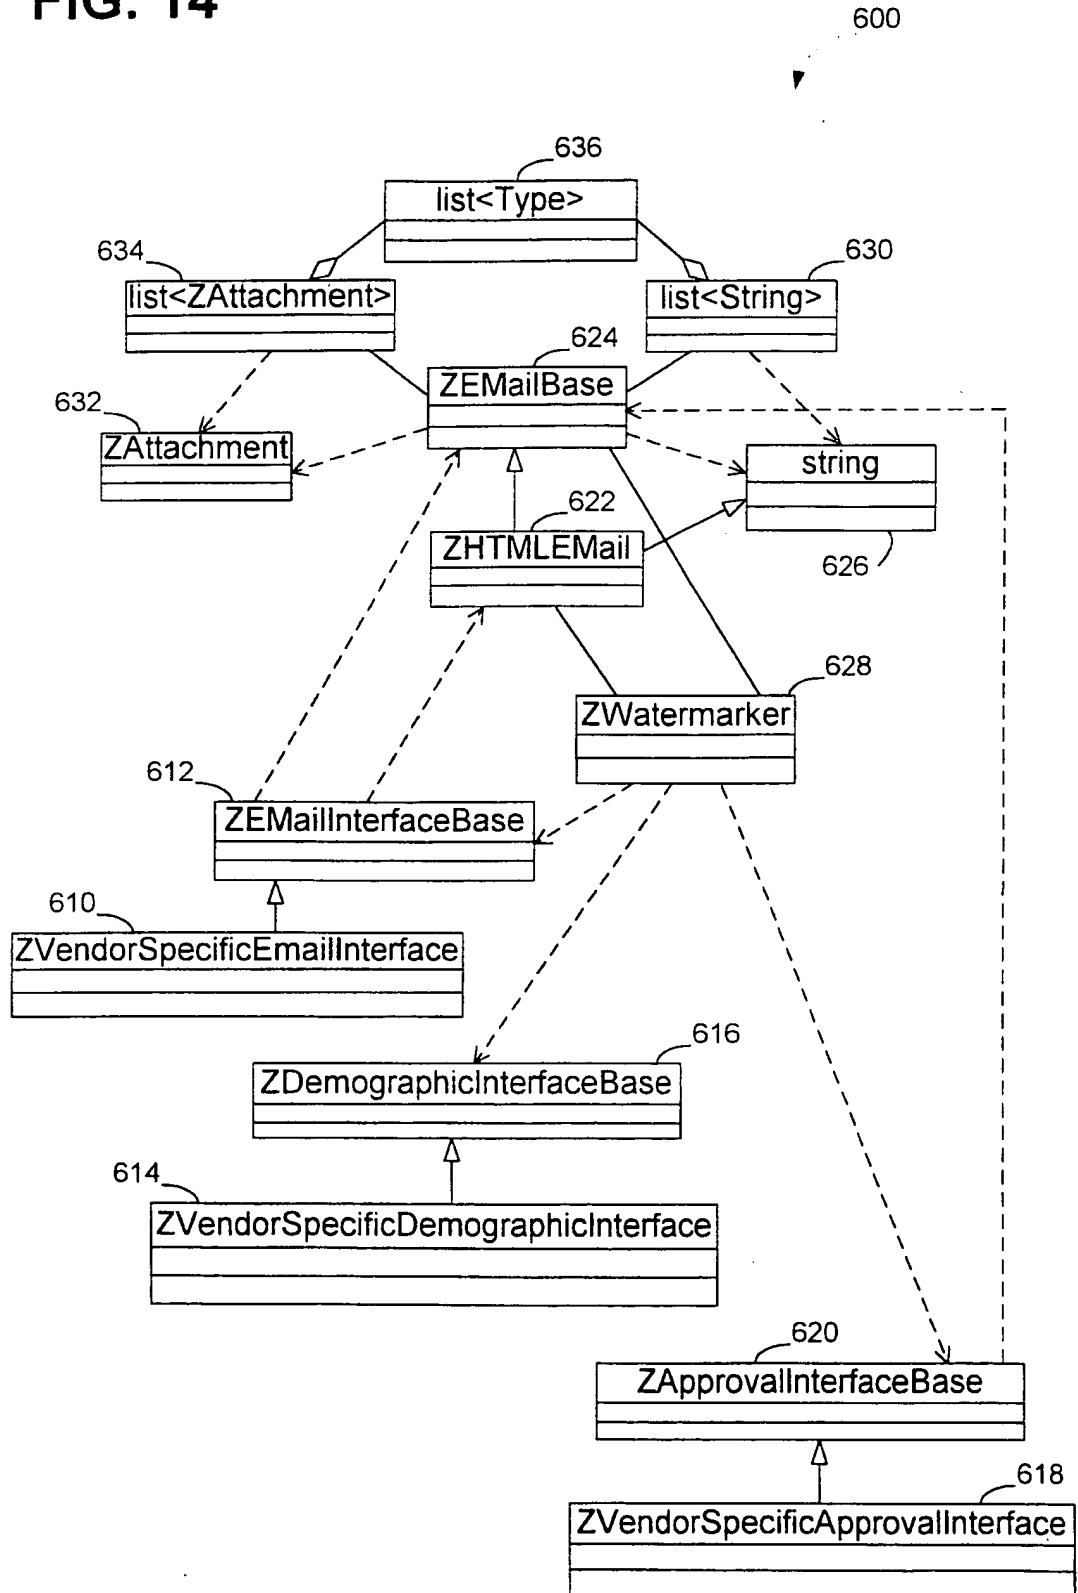 FIG. 14
600
636
list<Type>
634
630
list<ZAttachment>
list<String>
624
ZEMailBase
632
ZAttachment
string
622
ZHTMLEMail
626
628
ZWatermarker
612
ZEMailInterfaceBase
610
ZVendorSpecificEmailInterface
616
ZDemographicInterfaceBase
614
ZVendorSpecificDemographicInterface
620
ZApprovalInterfaceBase
618
ZVendorSpecificApprovalInterface